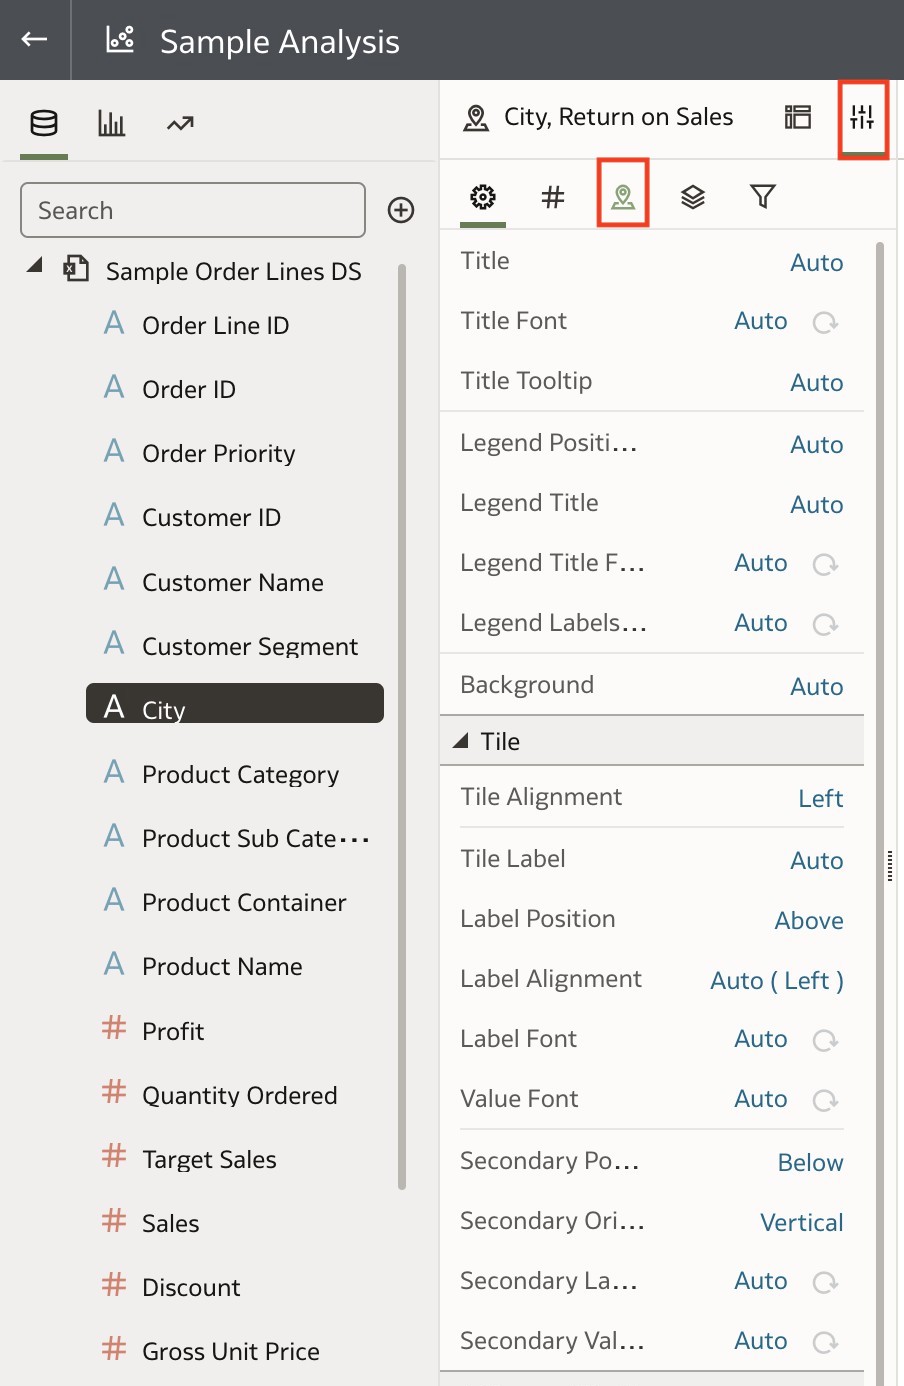 Sample Analysis
Search
Sample Order Lines DS
A Order Line ID
A Order ID
A Order Priority
A Customer ID
A Customer Name
A Customer Segment
A City
A Product Category
A Product Sub Cate...
A Product Container
A Product Name
# Profit
# Quantity Ordered
# Target Sales
# Sales
# Discount
# Gross Unit Price
City, Return on Sales
#
Title Auto
Title Font Auto
Title Tooltip Auto
Legend Positi... Auto
Legend Title Auto
Legend Title F... Auto
Legend Labels... Auto
Background Auto
Tile
Tile Alignment Left
Tile Label Auto
Label Position Above
Label Alignment Auto ( Left )
Label Font Auto
Value Font Auto
Secondary Po... Below
Secondary Ori... Vertical
Secondary La... Auto
Secondary Val... Auto